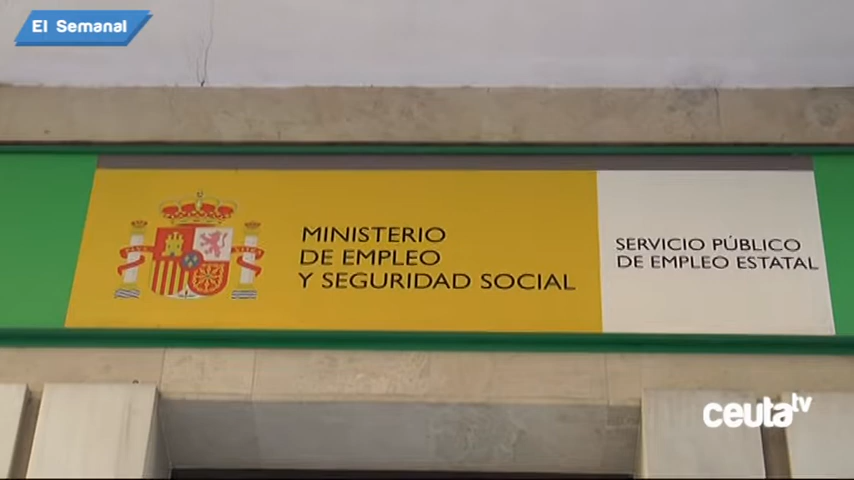 El Semanal
MINISTERIO
DE EMPLEO
Y SEGURIDAD SOCIAL
SERVICIO PÚBLICO
DE EMPLEO ESTATAL
ceuta tv